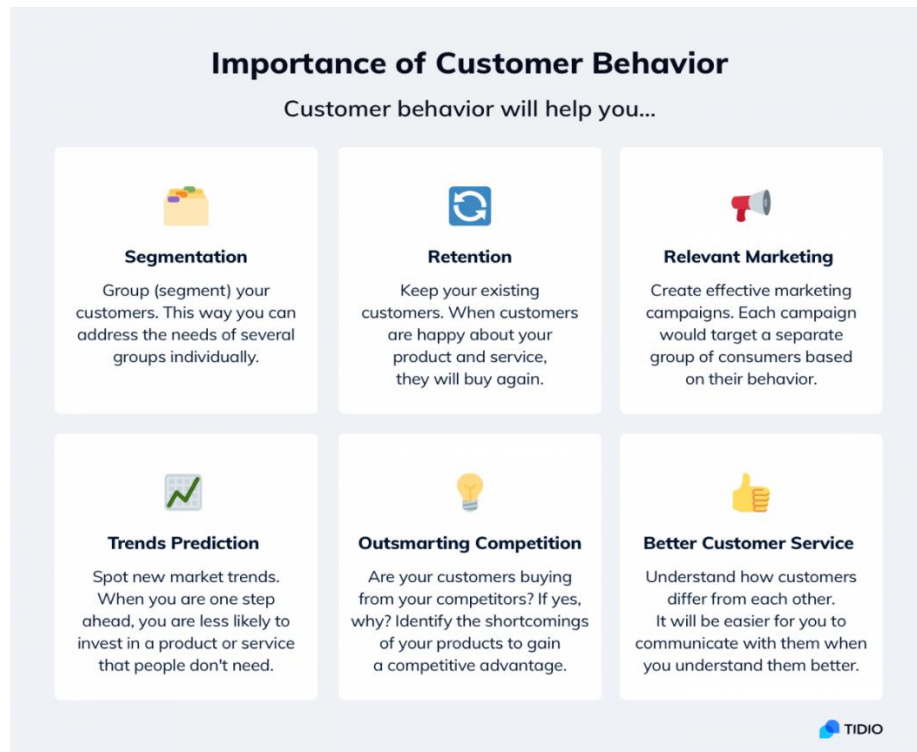 Importance of Customer Behavior
Customer behavior will help you...
Segmentation
Group (segment) your
customers. This way you can
address the needs of several
groups individually.
Retention
Keep your existing
customers. When customers
are happy about your
product and service,
they will buy again.
Relevant Marketing
Create effective marketing
campaigns. Each campaign
would target a separate
group of consumers based
on their behavior.
Trends Prediction
Spot new market trends.
When you are one step
ahead, you are less likely to
invest in a product or service
that people don't need.
Outsmarting Competition
Are your customers buying
from your competitors? If yes,
why? Identify the shortcomings
of your products to gain
a competitive advantage.
Better Customer Service
Understand how customers
differ from each other.
It will be easier for you to
communicate with them when
you understand them better.
TIDIO